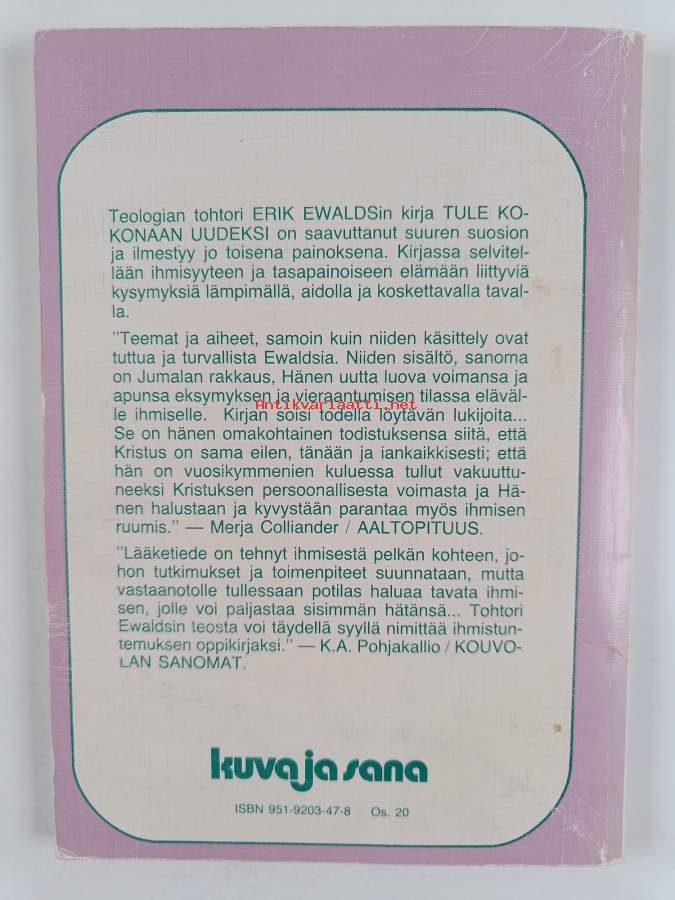 Teologian tohtori ERIK EWALDSin kirja TULE KO-
KONAAN UUDEKSI on saavuttanut suuren suosion
ja ilmestyy jo toisena painoksena. Kirjassa selvitel-
lään ihmisyyteen ja tasapainoiseen elämään liittyviä
kysymyksiä lämpimällä, aidolla ja koskettavalla taval-
la.
"Teemat ja aiheet, samoin kuin niiden käsittely ovat
tuttua ja turvallista Ewaldsia. Niiden sisältö, sanoma
on Jumalan rakkaus, Hänen uutta luova voimansa ja
apunsa eksymyksen ja vieraantumisen tilassa eläväl-
Antikvariaatti.net
le ihmiselle. Kirjan soisi todella löytävän lukijoita...
Se on hänen omakohtainen todistuksensa siitä, että
Kristus on sama eilen, tänään ja iankaikkisesti; että
hän on vuosikymmenien kuluessa tullut vakuuttu-
neeksi Kristuksen persoonallisesta voimasta ja Hä-
nen halustaan ja kyvystään parantaa myös ihmisen
ruumis." — Merja Colliander / AALTOPITUUS.
"Lääketiede on tehnyt ihmisestä pelkän kohteen, jo-
hon tutkimukset ja toimenpiteet suunnataan, mutta
vastaanotolle tullessaan potilas haluaa tavata ihmi-
sen, jolle voi paljastaa sisimmän hätänsä... Tohtori
Ewaldsin teosta voi täydellä syyllä nimittää ihmistun-
temuksen oppikirjaksi." — K.A. Pohjakallio / KOUVO-
LAN SANOMAT.
kuva ja sana
ISBN 951-9203-47-8 Os. 20